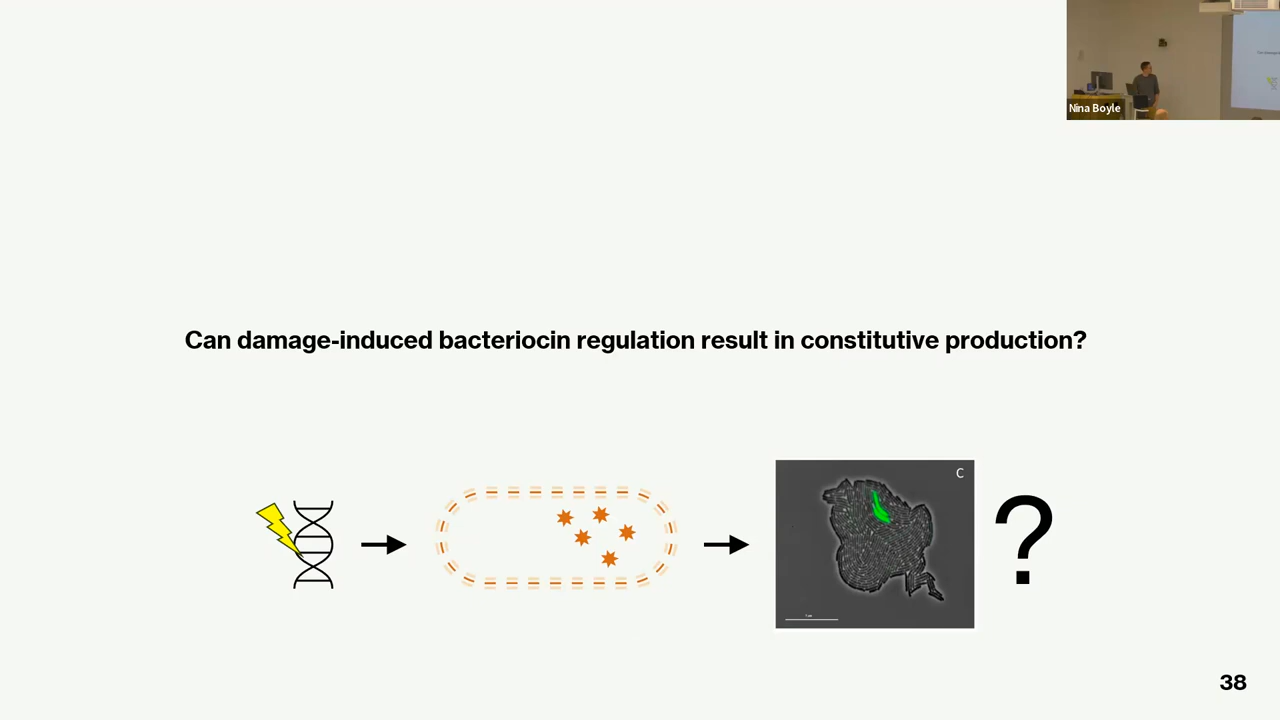 Nina Boyle
Can damage-induced bacteriocin regulation result in constitutive production?
C
?
38